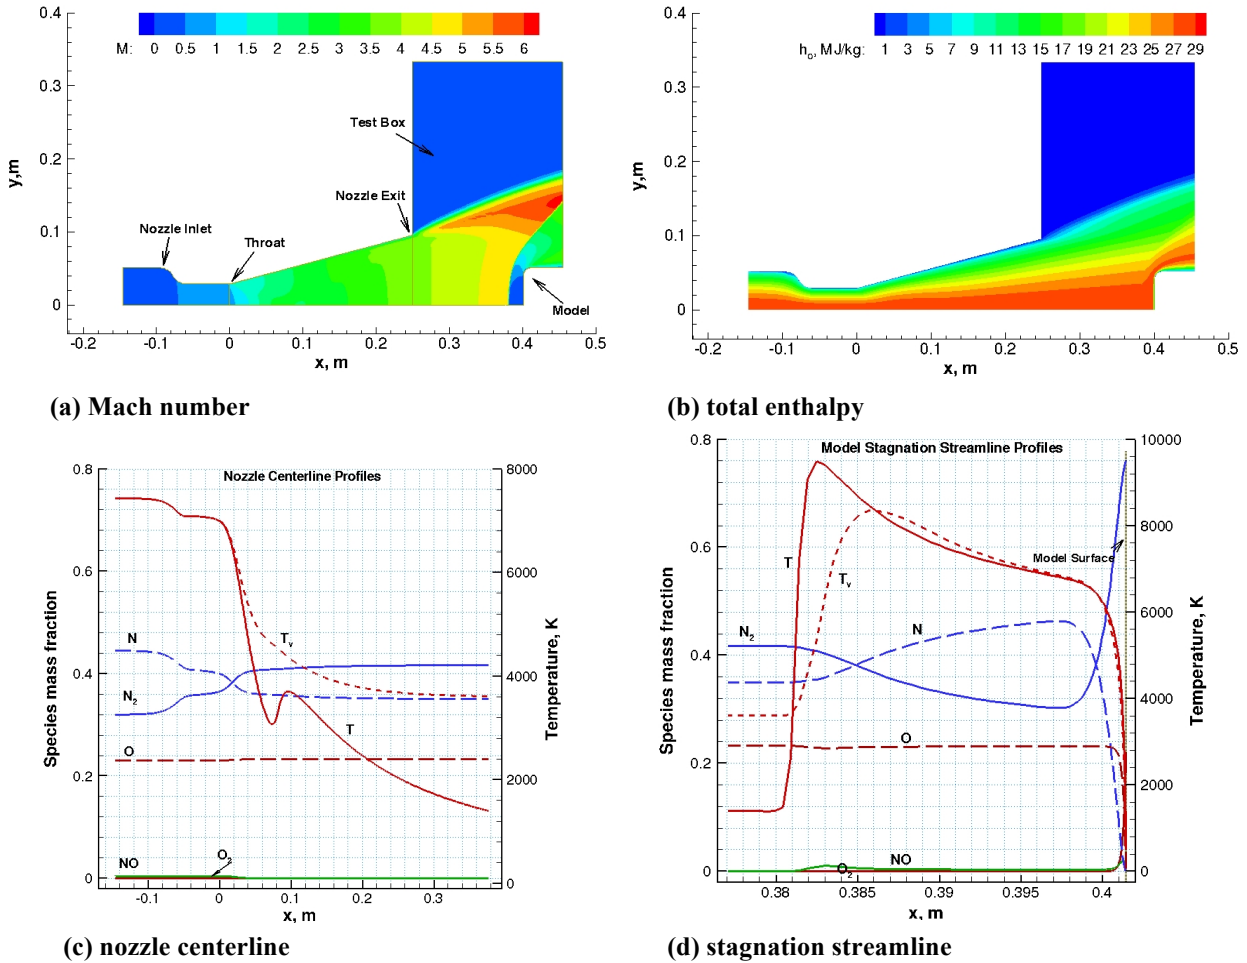 M: 0 0.5 1 1.5 2 2.5 3 3.5 4 4.5 5 5.5 6
0.4
0.3
0.2
0.1
0
y,m
Test Box
Nozzle Exit
Nozzle Inlet
Throat
Model
-0.2 -0.1 0 0.1 0.2 0.3 0.4 0.5
x, m
(a) Mach number
h₀, MJ/kg: 1 3 5 7 9 11 13 15 17 19 21 23 25 27 29
0.4
0.3
0.2
0.1
0
y,m
-0.2 -0.1 0 0.1 0.2 0.3 0.4 0.5
x, m
(b) total enthalpy
Nozzle Centerline Profiles
0.8
0.6
0.4
0.2
0
Species mass fraction
8000
6000
4000
2000
0
Temperature, K
N
N₂
Tᵥ
T
O
NO
O₂
-0.1 0 0.1 0.2 0.3
x, m
(c) nozzle centerline
Model Stagnation Streamline Profiles
0.8
0.6
0.4
0.2
0
Species mass fraction
10000
8000
6000
4000
2000
0
Temperature, K
Model Surface
T
Tᵥ
N₂
N
O
O₂
NO
0.38 0.385 0.39 0.395 0.4
x, m
(d) stagnation streamline